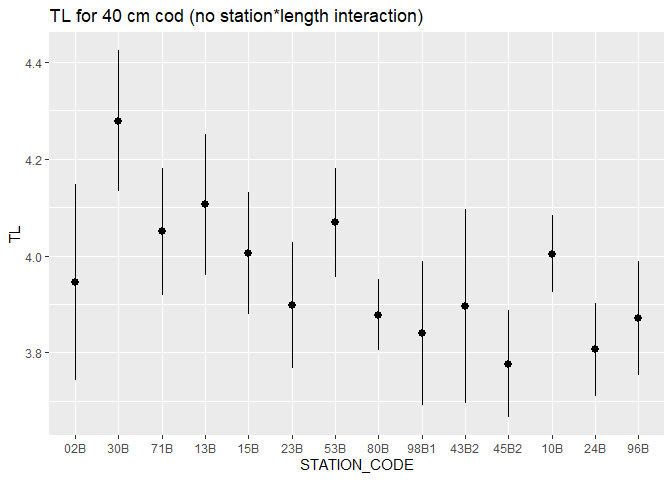 TL for 40 cm cod (no station*length interaction)
4.4
4.2
4.0
3.8
TL
02B 30B 71B 13B 15B 23B 53B 80B 98B1 43B2 45B2 10B 24B 96B
STATION_CODE